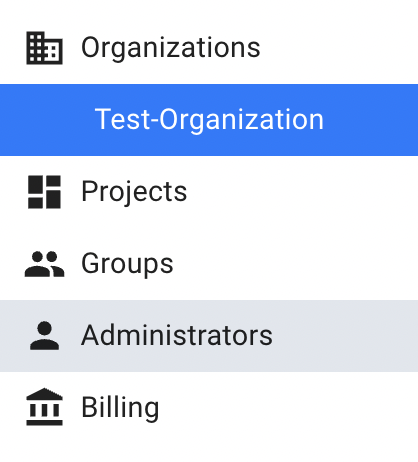 Organizations
Test-Organization
Projects
Groups
Administrators
Billing